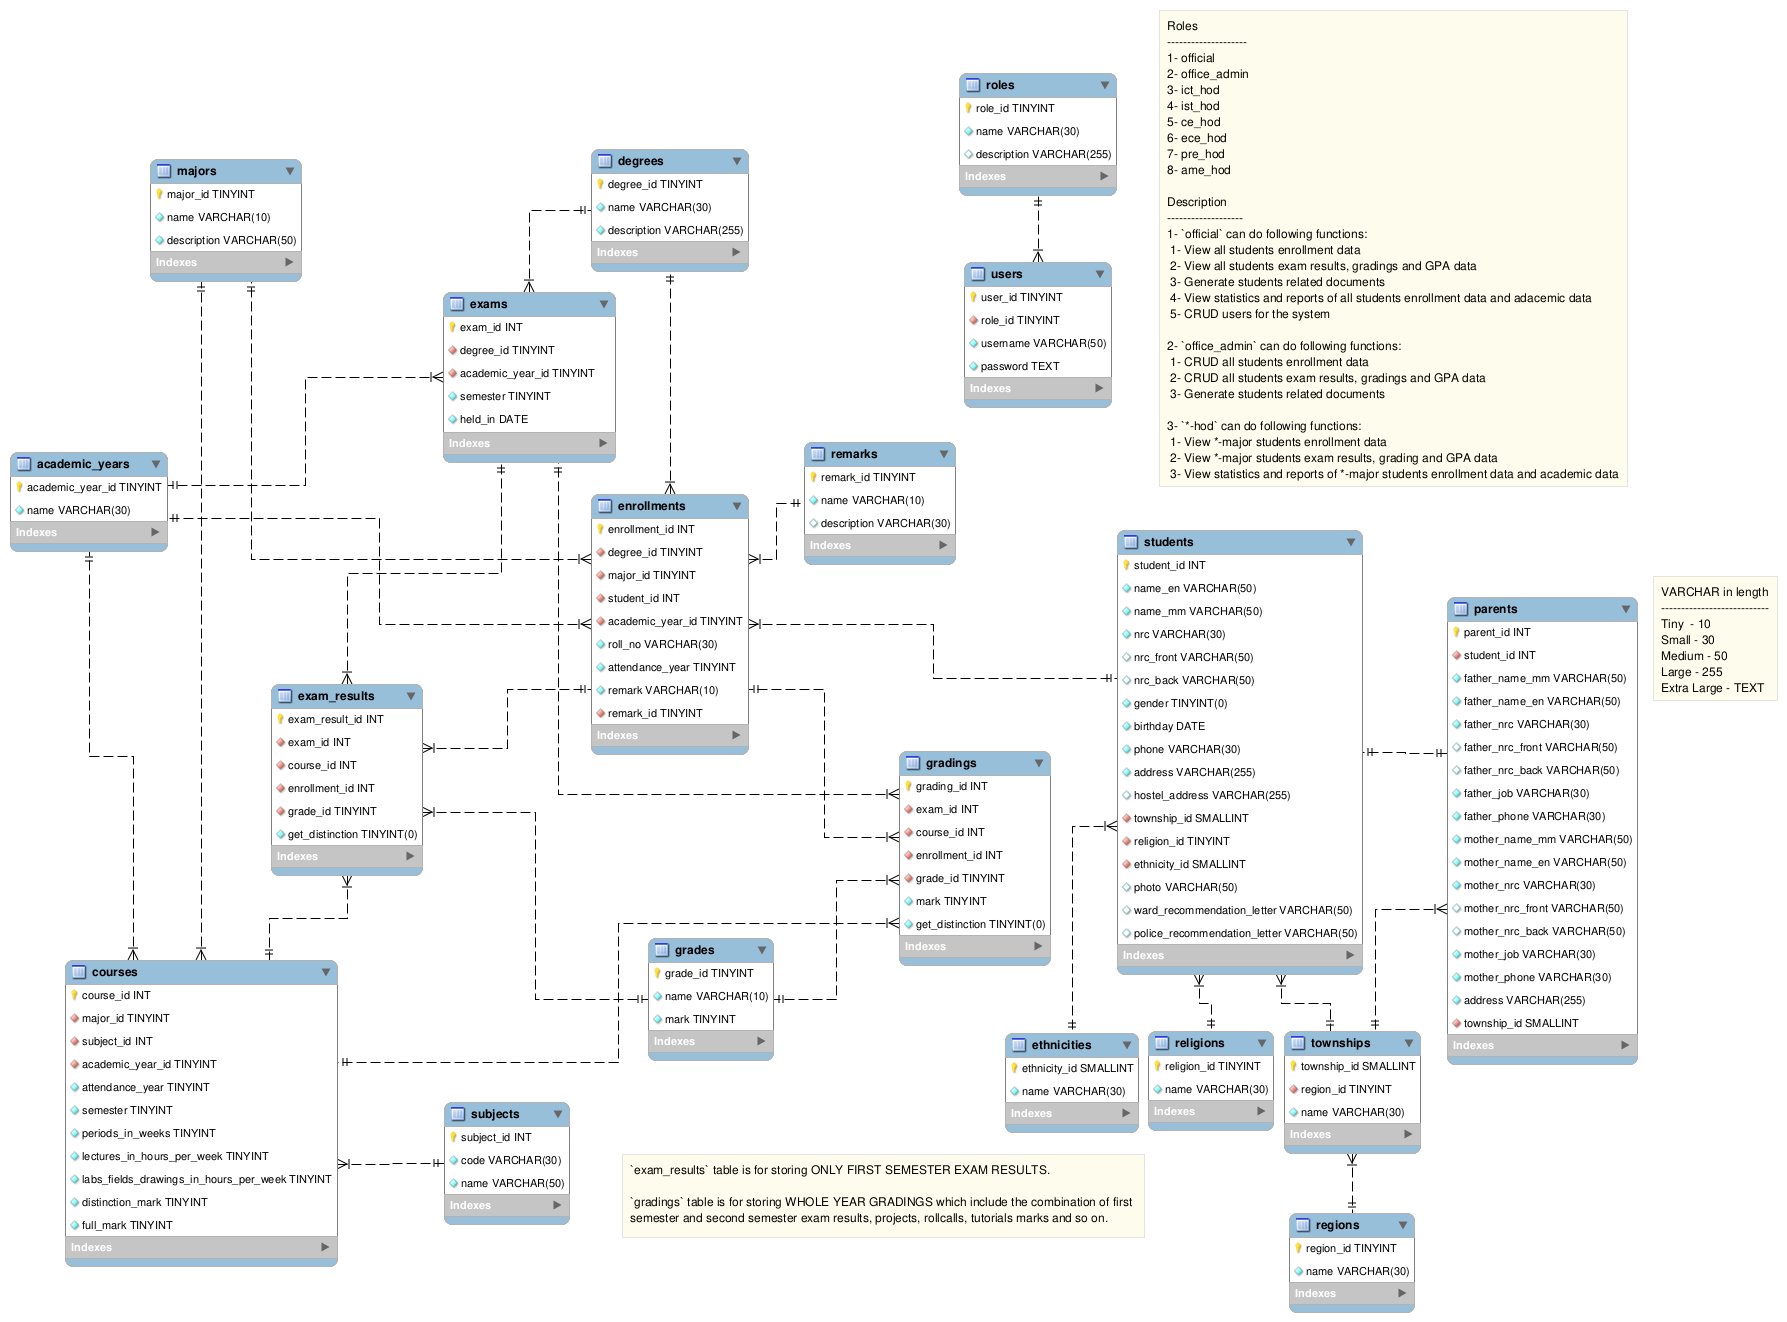 Roles
--------------------
1- official
2- office_admin
3- ict_hod
4- ist_hod
5- ce_hod
6- ece_hod
7- pre_hod
8- ame_hod
Description
-------------------
1- `official` can do following functions:
1- View all students enrollment data
2- View all students exam results, gradings and GPA data
3- Generate students related documents
4- View statistics and reports of all students enrollment data and adacemic data
5- CRUD users for the system
2- `office_admin` can do following functions:
1- CRUD all students enrollment data
2- CRUD all students exam results, gradings and GPA data
3- Generate students related documents
3- `*-hod` can do following functions:
1- View *-major students enrollment data
2- View *-major students exam results, grading and GPA data
3- View statistics and reports of *-major students enrollment data and academic data
roles
role_id TINYINT
name VARCHAR(30)
description VARCHAR(255)
Indexes
majors
major_id TINYINT
name VARCHAR(10)
description VARCHAR(50)
Indexes
degrees
degree_id TINYINT
name VARCHAR(30)
description VARCHAR(255)
Indexes
users
user_id TINYINT
role_id TINYINT
username VARCHAR(50)
password TEXT
Indexes
exams
exam_id INT
degree_id TINYINT
academic_year_id TINYINT
semester TINYINT
held_in DATE
Indexes
academic_years
academic_year_id TINYINT
name VARCHAR(30)
Indexes
remarks
remark_id TINYINT
name VARCHAR(10)
description VARCHAR(30)
Indexes
enrollments
enrollment_id INT
degree_id TINYINT
major_id TINYINT
student_id INT
academic_year_id TINYINT
roll_no VARCHAR(30)
attendance_year TINYINT
remark VARCHAR(10)
remark_id TINYINT
Indexes
students
student_id INT
name_en VARCHAR(50)
name_mm VARCHAR(50)
nrc VARCHAR(30)
nrc_front VARCHAR(50)
nrc_back VARCHAR(50)
gender TINYINT(0)
birthday DATE
phone VARCHAR(30)
address VARCHAR(255)
hostel_address VARCHAR(255)
township_id SMALLINT
religion_id TINYINT
ethnicity_id SMALLINT
photo VARCHAR(50)
ward_recommendation_letter VARCHAR(50)
police_recommendation_letter VARCHAR(50)
Indexes
parents
parent_id INT
student_id INT
father_name_mm VARCHAR(50)
father_name_en VARCHAR(50)
father_nrc VARCHAR(30)
father_nrc_front VARCHAR(50)
father_nrc_back VARCHAR(50)
father_job VARCHAR(30)
father_phone VARCHAR(30)
mother_name_mm VARCHAR(50)
mother_name_en VARCHAR(50)
mother_nrc VARCHAR(30)
mother_nrc_front VARCHAR(50)
mother_nrc_back VARCHAR(50)
mother_job VARCHAR(30)
mother_phone VARCHAR(30)
address VARCHAR(255)
township_id SMALLINT
Indexes
VARCHAR in length
---------------------------
Tiny - 10
Small - 30
Medium - 50
Large - 255
Extra Large - TEXT
exam_results
exam_result_id INT
exam_id INT
course_id INT
enrollment_id INT
grade_id TINYINT
get_distinction TINYINT(0)
Indexes
gradings
grading_id INT
exam_id INT
course_id INT
enrollment_id INT
grade_id TINYINT
mark TINYINT
get_distinction TINYINT(0)
Indexes
grades
grade_id TINYINT
name VARCHAR(10)
mark TINYINT
Indexes
courses
course_id INT
major_id TINYINT
subject_id INT
academic_year_id TINYINT
attendance_year TINYINT
semester TINYINT
periods_in_weeks TINYINT
lectures_in_hours_per_week TINYINT
labs_fields_drawings_in_hours_per_week TINYINT
distinction_mark TINYINT
full_mark TINYINT
Indexes
subjects
subject_id INT
code VARCHAR(30)
name VARCHAR(50)
Indexes
ethnicities
ethnicity_id SMALLINT
name VARCHAR(30)
Indexes
religions
religion_id TINYINT
name VARCHAR(30)
Indexes
townships
township_id SMALLINT
region_id TINYINT
name VARCHAR(30)
Indexes
`exam_results` table is for storing ONLY FIRST SEMESTER EXAM RESULTS.
`gradings` table is for storing WHOLE YEAR GRADINGS which include the combination of first
semester and second semester exam results, projects, rollcalls, tutorials marks and so on.
regions
region_id TINYINT
name VARCHAR(30)
Indexes